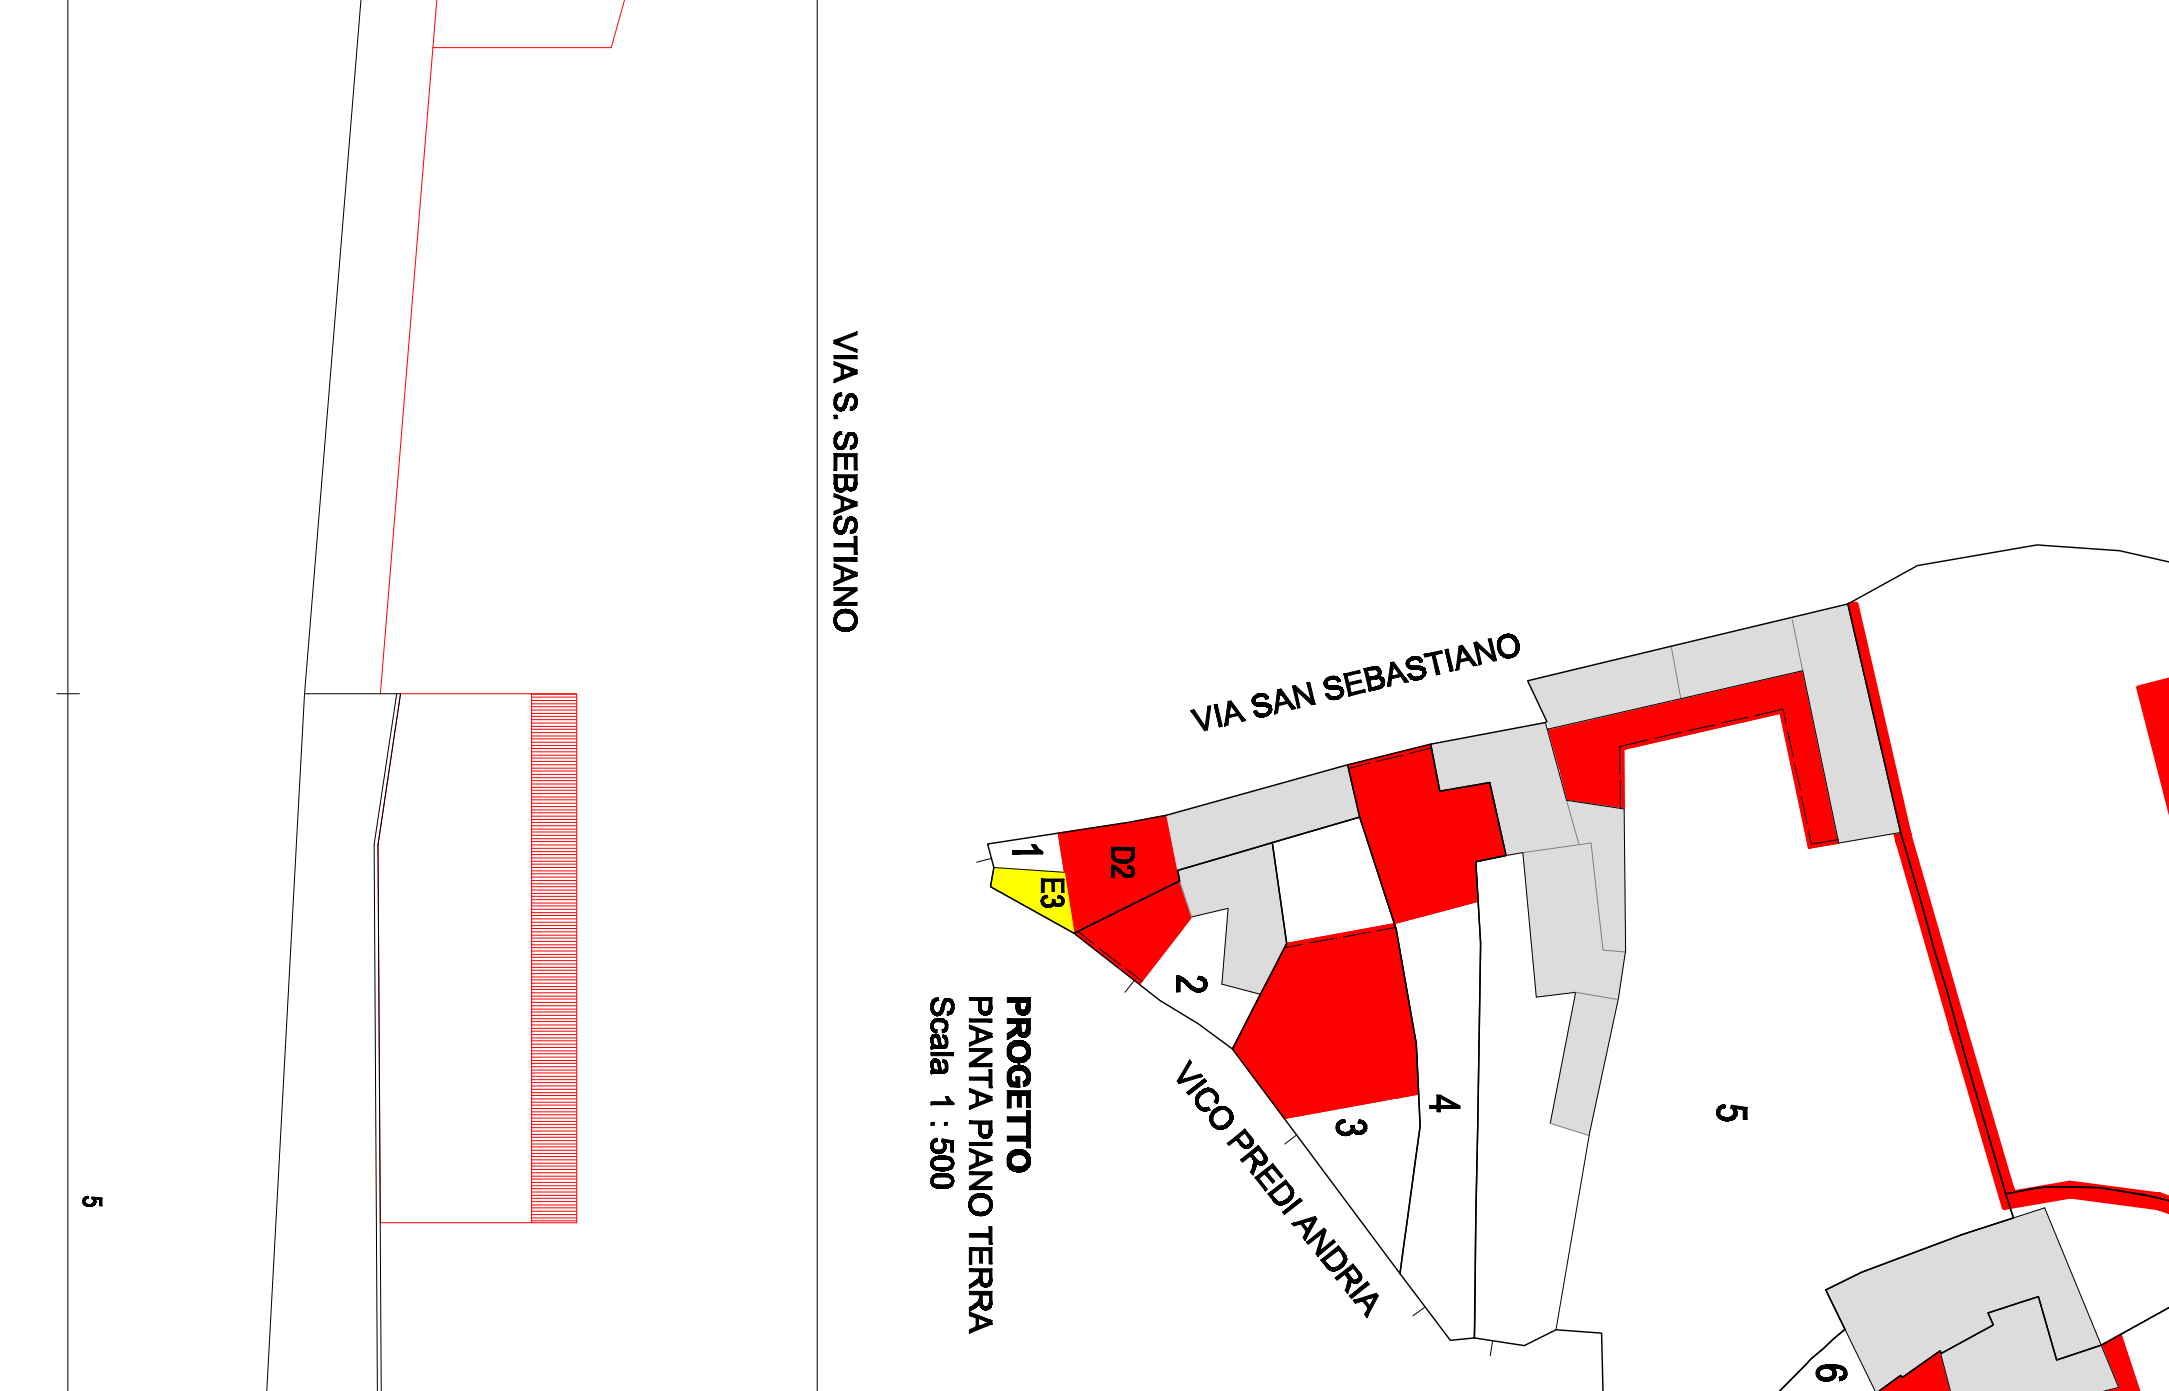 VIA S. SEBASTIANO
VIA SAN SEBASTIANO
1
D2
E3
2
PROGETTO
PIANTA PIANO TERRA
Scala 1 : 500
VICO PREDI ANDRIA
3
4
5
5
6